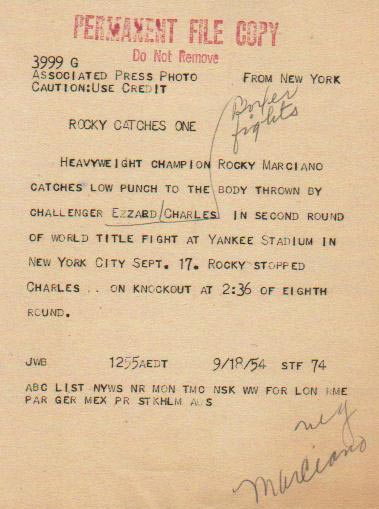 PERMANENT FILE COPY
Do Not Remove
3999 G
ASSOCIATED PRESS PHOTO FROM NEW YORK
CAUTION:USE CREDIT
Boxer
fights
ROCKY CATCHES ONE
HEAVYWEIGHT CHAMPION ROCKY MARCIANO
CATCHES LOW PUNCH TO THE BODY THROWN BY
CHALLENGER EZZARD CHARLES IN SECOND ROUND
OF WORLD TITLE FIGHT AT YANKEE STADIUM IN
NEW YORK CITY SEPT. 17. ROCKY STOPPED
CHARLES .. ON KNOCKOUT AT 2:36 OF EIGHTH
ROUND.
JWB 1255AEDT 9/18/54 STF 74
ABC LIST NYWS NR MON TMC NSK WW FOR LON RME
PAR GER MEX PR STKHLM AUS
neg
Marciano